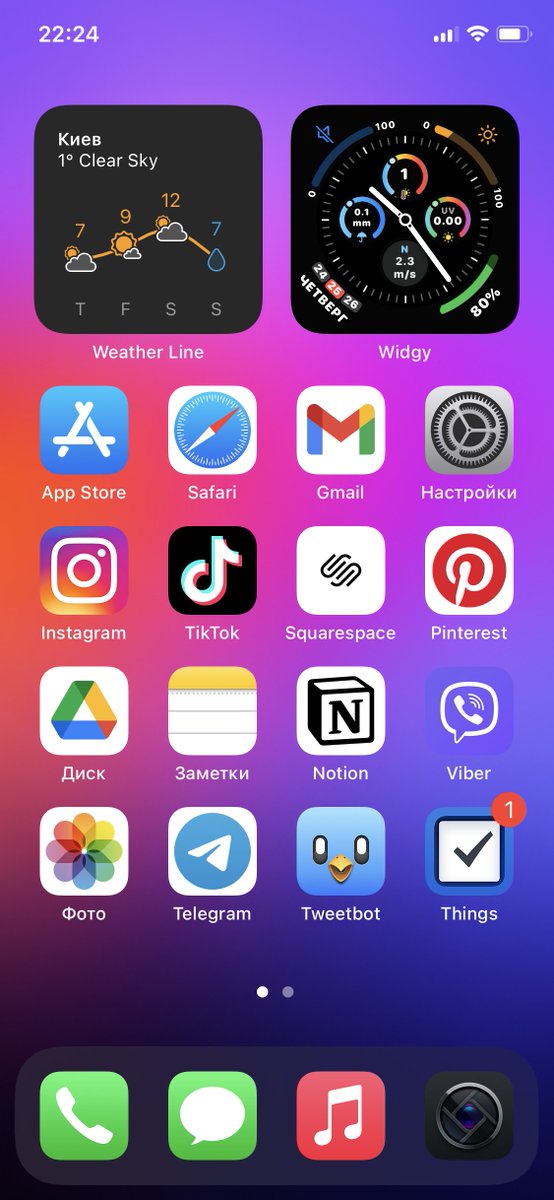 22:24
Киев
1° Clear Sky
7
9
12
7
T
F
S
S
Weather Line
100
0
0
100
1
0.1
mm
UV
0.00
N
2.3
m/s
24
25
26
ЧЕТВЕРГ
80%
Widgy
App Store
Safari
Gmail
Настройки
Instagram
TikTok
Squarespace
Pinterest
N
Диск
Заметки
Notion
Viber
1
Фото
Telegram
Tweetbot
Things